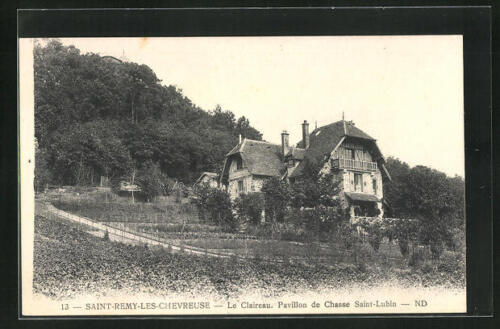 13 — SAINT-REMY-LES-CHEVREUSE — Le Claireau. Pavillon de Chasse Saint-Lubin — ND